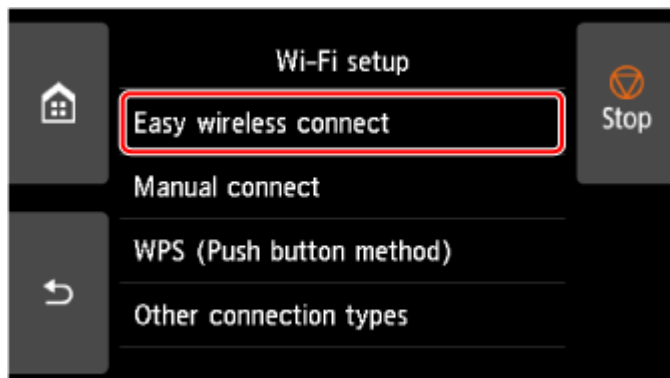 Wi-Fi setup
Easy wireless connect
Stop
Manual connect
WPS (Push button method)
Other connection types